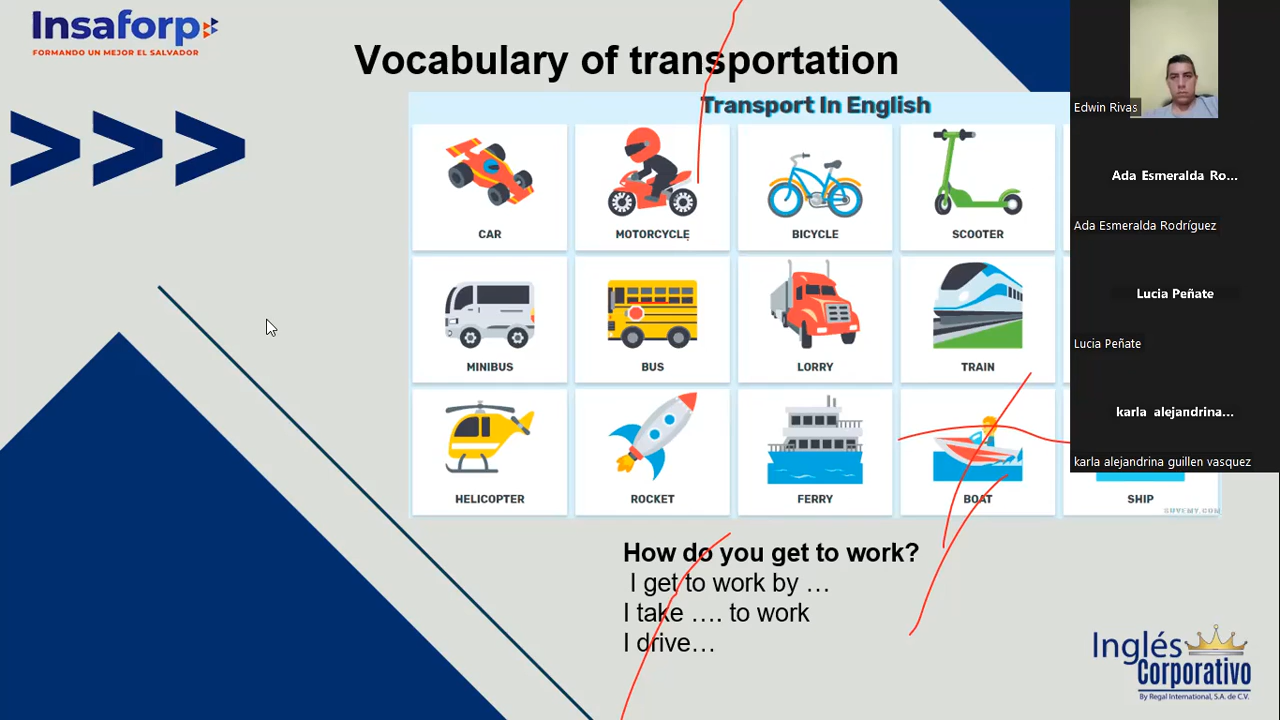 Insaforp
FORMANDO UN MEJOR EL SALVADOR
Vocabulary of transportation
Transport In English
CAR
MOTORCYCLE
BICYCLE
SCOOTER
MINIBUS
BUS
LORRY
TRAIN
HELICOPTER
ROCKET
FERRY
BOAT
SHIP
How do you get to work?
I get to work by …
I take …. to work
I drive…
Edwin Rivas
Ada Esmeralda Ro...
Ada Esmeralda Rodríguez
Lucia Peñate
Lucia Peñate
karla alejandrina...
karla alejandrina guillen vasquez
Inglés
Corporativo
By Regal International, S.A. de C.V.